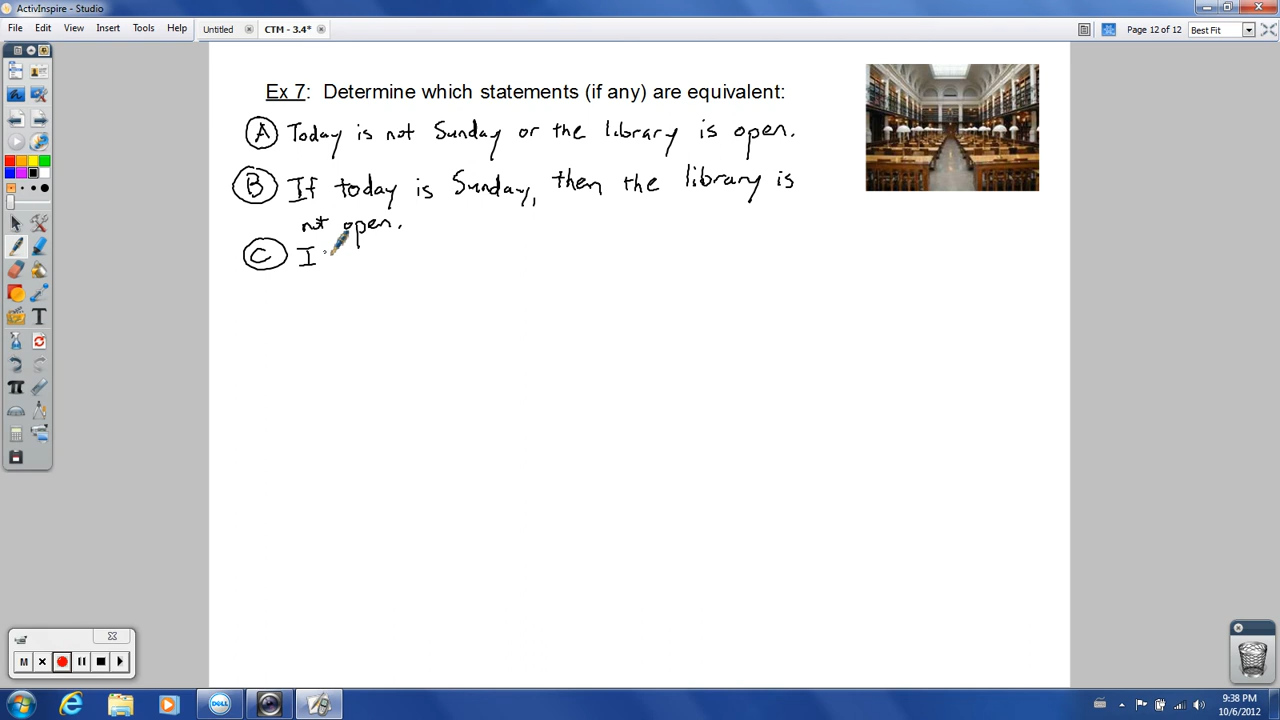 ActivInspire - Studio
File Edit View Insert Tools Help
Untitled
CTM - 3.4*
Page 12 of 12
Best Fit
Ex 7: Determine which statements (if any) are equivalent:
A Today is not Sunday or the library is open.
B If today is Sunday, then the library is
not open.
C I
T
M
DELL
9:38 PM
10/6/2012